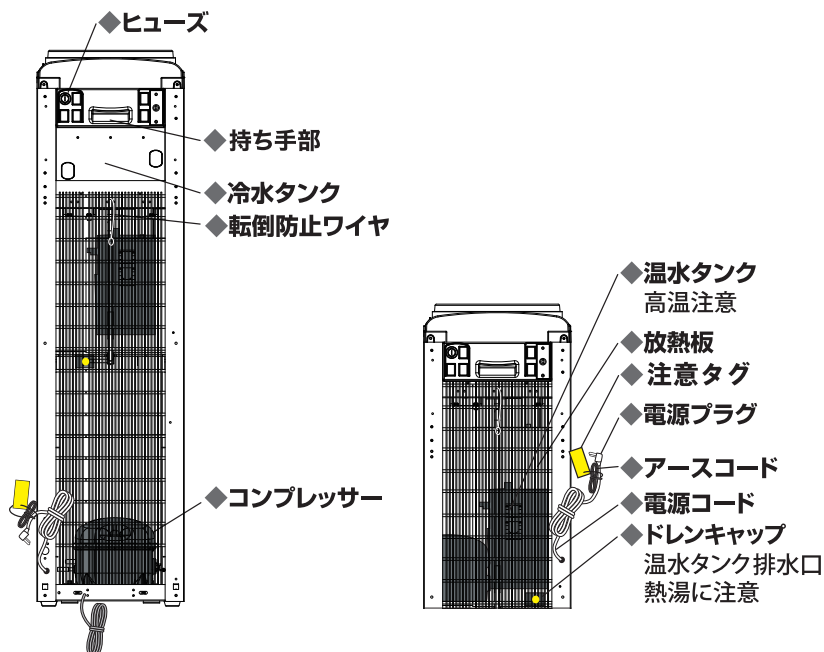 ◆ヒューズ
◆持ち手部
◆冷水タンク
◆転倒防止ワイヤ
◆コンプレッサー
◆温水タンク
高温注意
◆放熱板
◆注意タグ
◆電源プラグ
◆アースコード
◆電源コード
◆ドレンキャップ
温水タンク排水口
熱湯に注意